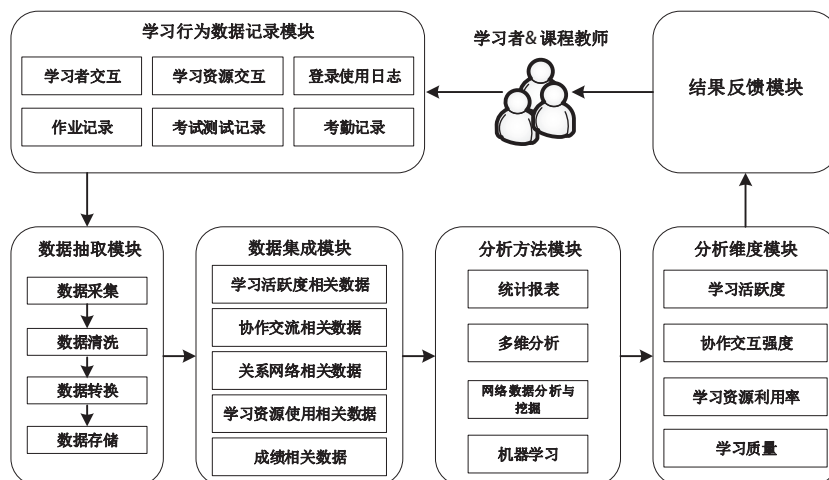 学习行为数据记录模块
学习者交互
学习资源交互
登录使用日志
作业记录
考试测试记录
考勤记录
学习者&课程教师
结果反馈模块
数据抽取模块
数据采集
数据清洗
数据转换
数据存储
数据集成模块
学习活跃度相关数据
协作交流相关数据
关系网络相关数据
学习资源使用相关数据
成绩相关数据
分析方法模块
统计报表
多维分析
网络数据分析与
挖掘
机器学习
分析维度模块
学习活跃度
协作交互强度
学习资源利用率
学习质量